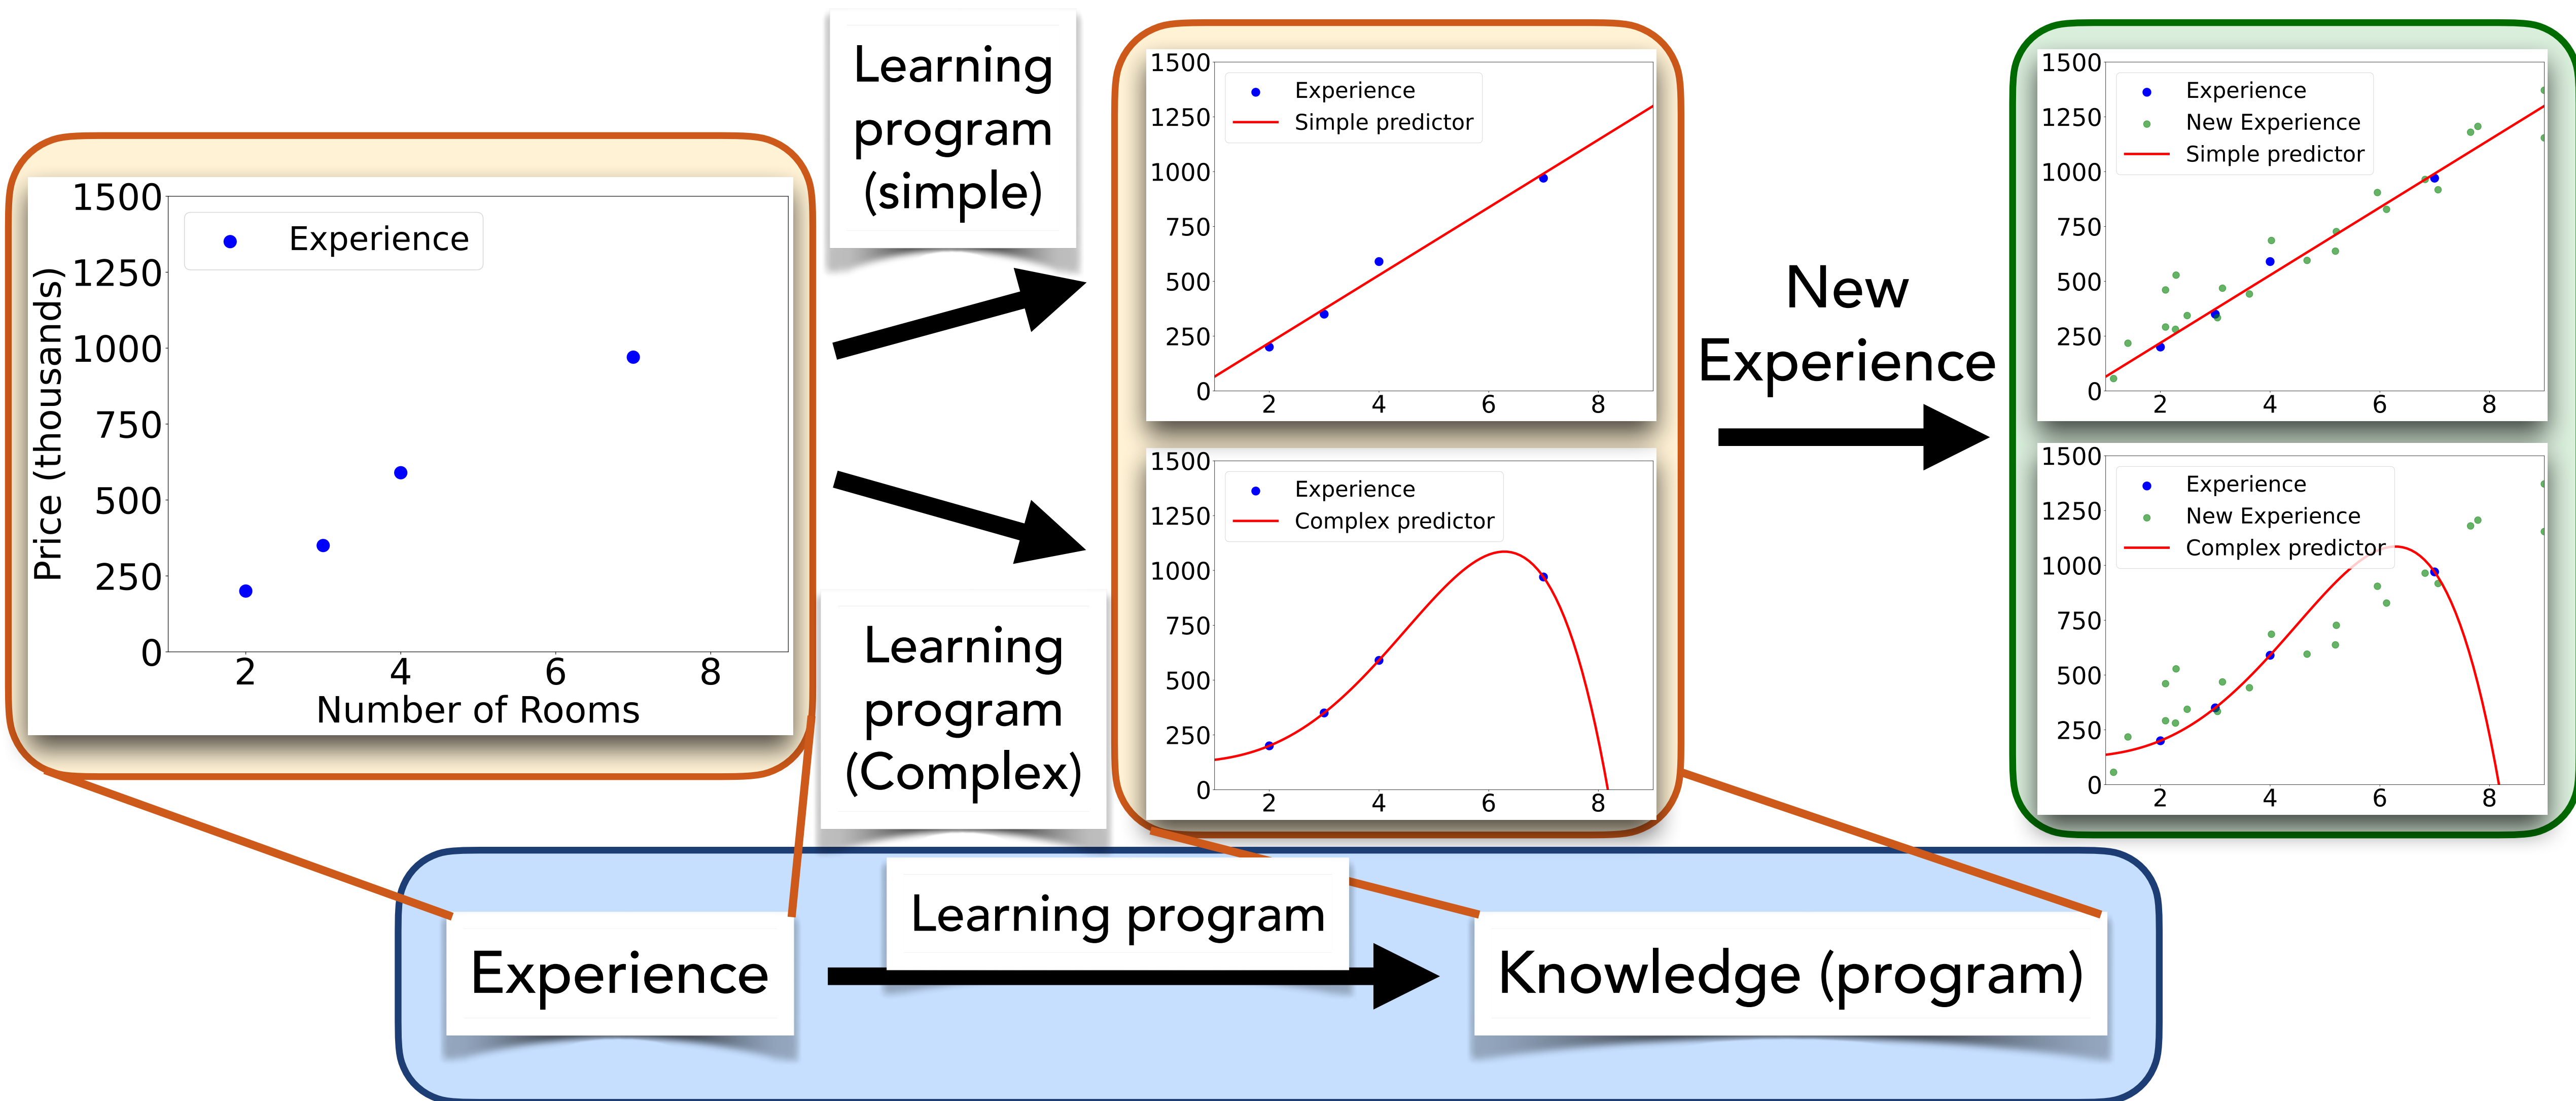 Learning
program
(simple)
Learning
program
(Complex)
Price (thousands)
1500
1250
1000
750
500
250
0
Experience
2 4 6 8
Number of Rooms
1500
1250
1000
750
500
250
0
Experience
Simple predictor
2 4 6 8
1500
1250
1000
750
500
250
0
Experience
Complex predictor
2 4 6 8
New
Experience
1500
1250
1000
750
500
250
0
Experience
New Experience
Simple predictor
2 4 6 8
1500
1250
1000
750
500
250
0
Experience
New Experience
Complex predictor
2 4 6 8
Experience
Learning program
Knowledge (program)